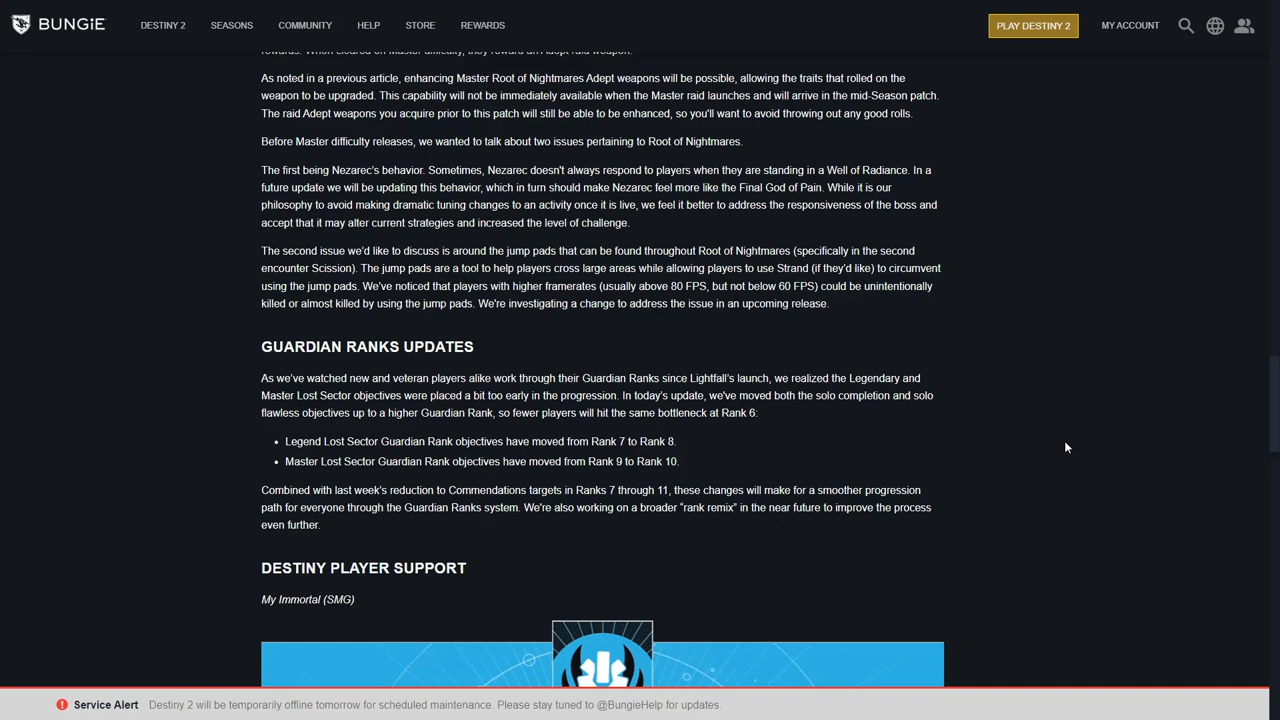 BUNGiE DESTINY 2 SEASONS COMMUNITY HELP STORE REWARDS PLAY DESTINY 2 MY ACCOUNT
rewards. When cleared on Master difficulty, they reward an Adept raid weapon.
As noted in a previous article, enhancing Master Root of Nightmares Adept weapons will be possible, allowing the traits that rolled on the
weapon to be upgraded. This capability will not be immediately available when the Master raid launches and will arrive in the mid-Season patch.
The raid Adept weapons you acquire prior to this patch will still be able to be enhanced, so you'll want to avoid throwing out any good rolls.
Before Master difficulty releases, we wanted to talk about two issues pertaining to Root of Nightmares.
The first being Nezarec's behavior. Sometimes, Nezarec doesn't always respond to players when they are standing in a Well of Radiance. In a
future update we will be updating this behavior, which in turn should make Nezarec feel more like the Final God of Pain. While it is our
philosophy to avoid making dramatic tuning changes to an activity once it is live, we feel it better to address the responsiveness of the boss and
accept that it may alter current strategies and increased the level of challenge.
The second issue we'd like to discuss is around the jump pads that can be found throughout Root of Nightmares (specifically in the second
encounter Scission). The jump pads are a tool to help players cross large areas while allowing players to use Strand (if they'd like) to circumvent
using the jump pads. We've noticed that players with higher framerates (usually above 80 FPS, but not below 60 FPS) could be unintentionally
killed or almost killed by using the jump pads. We're investigating a change to address the issue in an upcoming release.
GUARDIAN RANKS UPDATES
As we've watched new and veteran players alike work through their Guardian Ranks since Lightfall's launch, we realized the Legendary and
Master Lost Sector objectives were placed a bit too early in the progression. In today's update, we've moved both the solo completion and solo
flawless objectives up to a higher Guardian Rank, so fewer players will hit the same bottleneck at Rank 6:
• Legend Lost Sector Guardian Rank objectives have moved from Rank 7 to Rank 8.
• Master Lost Sector Guardian Rank objectives have moved from Rank 9 to Rank 10.
Combined with last week's reduction to Commendations targets in Ranks 7 through 11, these changes will make for a smoother progression
path for everyone through the Guardian Ranks system. We're also working on a broader "rank remix" in the near future to improve the process
even further.
DESTINY PLAYER SUPPORT
My Immortal (SMG)
Service Alert Destiny 2 will be temporarily offline tomorrow for scheduled maintenance. Please stay tuned to @BungieHelp for updates.